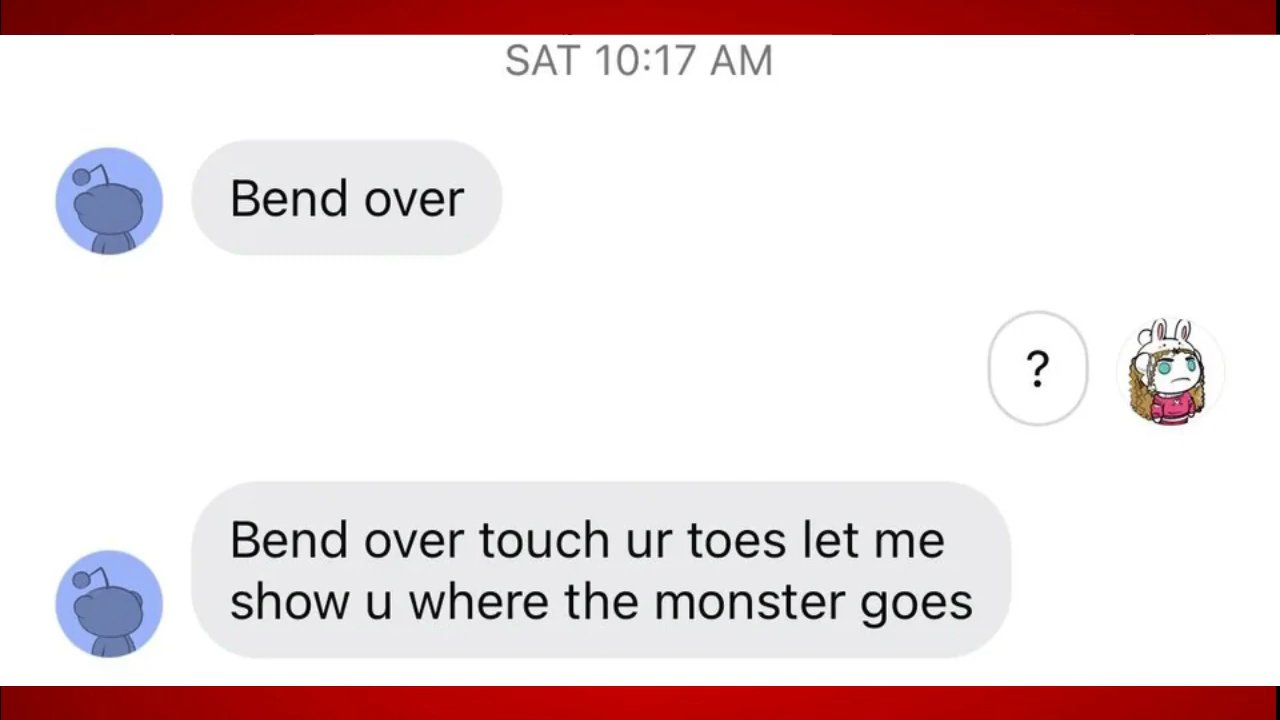 SAT 10:17 AM
Bend over
?
Bend over touch ur toes let me
show u where the monster goes